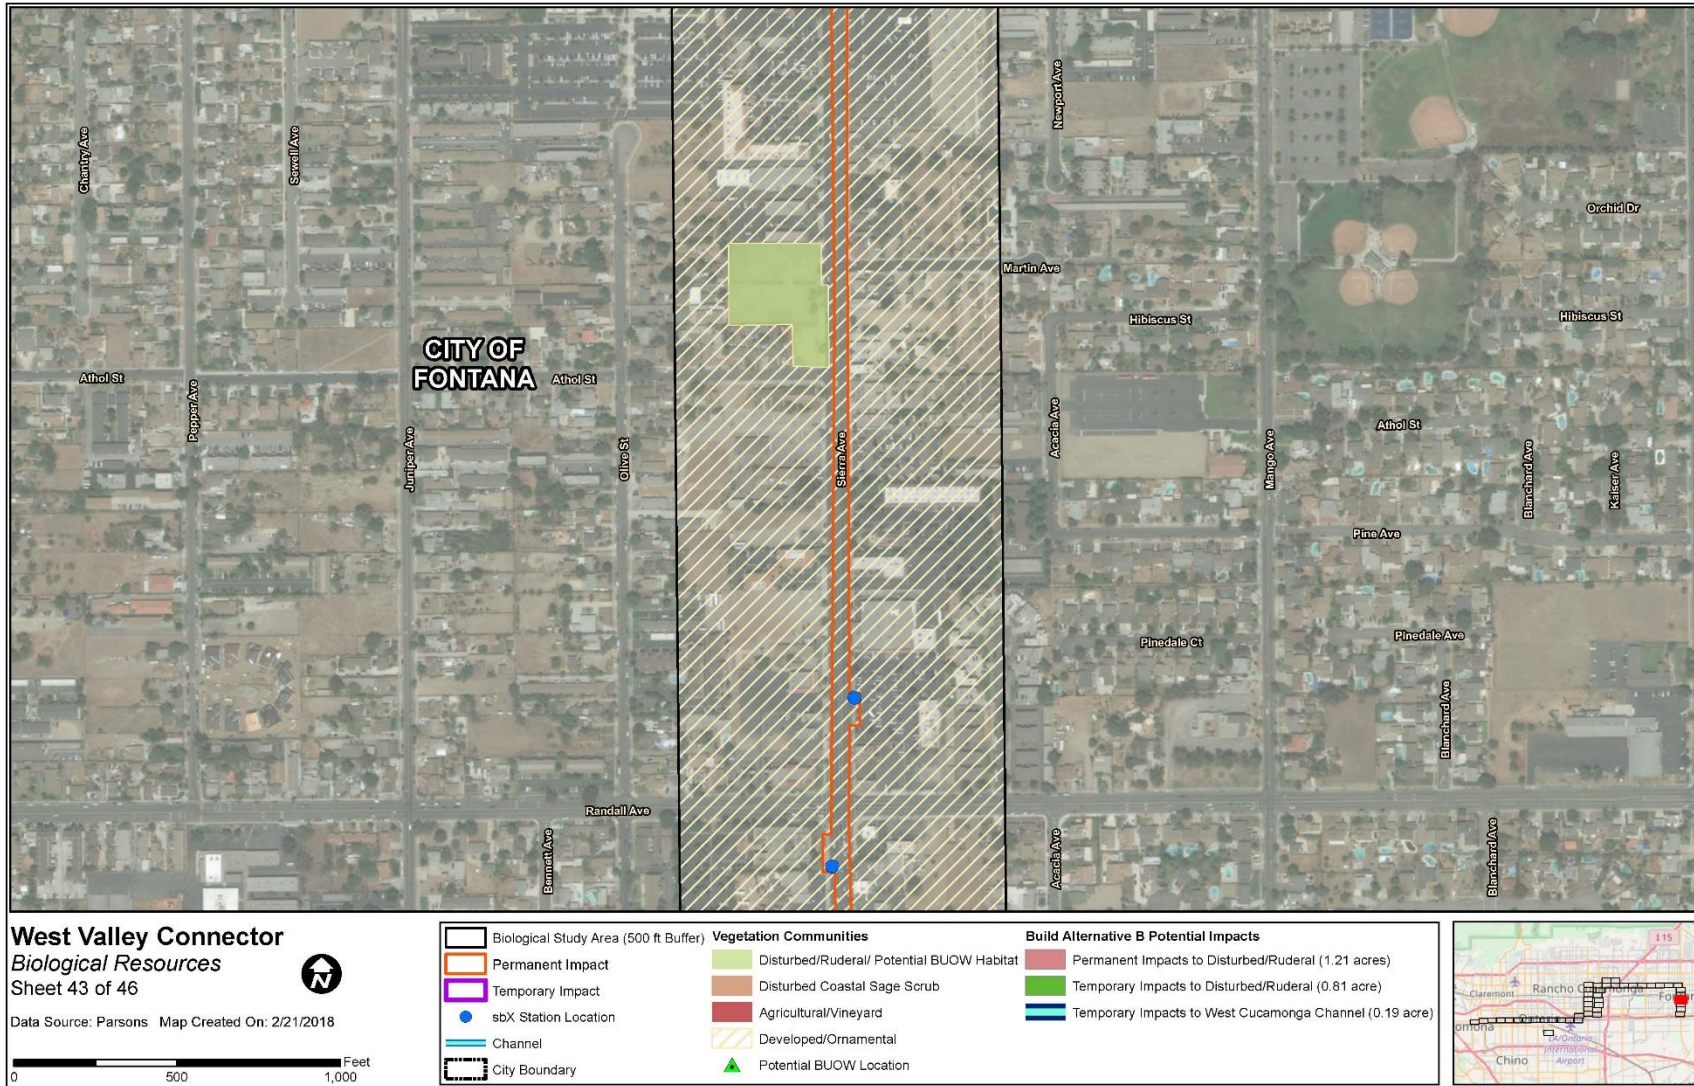 Chantry Ave
Sewell Ave
Newport Ave
Orchid Dr
Martin Ave
Hibiscus St
Hibiscus St
CITY OF
FONTANA
Athol St
Athol St
Pepper Ave
Juniper Ave
Olive St
Sierra Ave
Acacia Ave
Mango Ave
Athol St
Blanchard Ave
Kaiser Ave
Pine Ave
Pinedale Ct
Pinedale Ave
Blanchard Ave
Randall Ave
Bennett Ave
Acacia Ave
Blanchard Ave
West Valley Connector
Biological Resources
Sheet 43 of 46
N
Data Source: Parsons Map Created On: 2/21/2018
Feet
0 500 1,000
Biological Study Area (500 ft Buffer)
Permanent Impact
Temporary Impact
sbX Station Location
Channel
City Boundary
Vegetation Communities
Disturbed/Ruderal/ Potential BUOW Habitat
Disturbed Coastal Sage Scrub
Agricultural/Vineyard
Developed/Ornamental
Potential BUOW Location
Build Alternative B Potential Impacts
Permanent Impacts to Disturbed/Ruderal (1.21 acres)
Temporary Impacts to Disturbed/Ruderal (0.81 acre)
Temporary Impacts to West Cucamonga Channel (0.19 acre)
I 15
Claremont
Chino
International
Airport